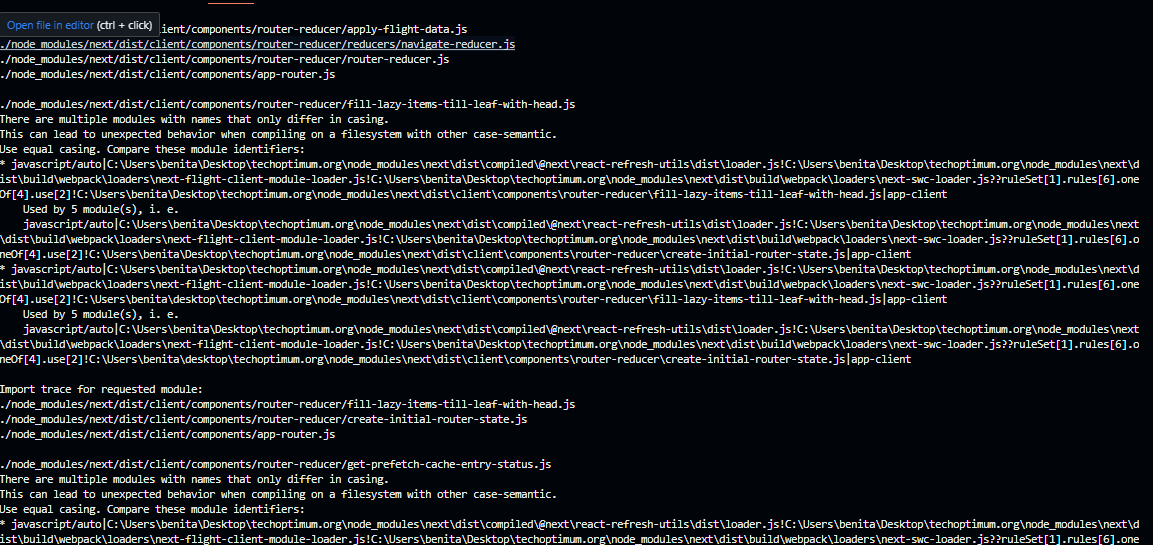 Open file in editor (ctrl + click)
lient/components/router-reducer/apply-flight-data.js
./node_modules/next/dist/client/components/router-reducer/reducers/navigate-reducer.js
./node_modules/next/dist/client/components/router-reducer/router-reducer.js
./node_modules/next/dist/client/components/app-router.js
./node_modules/next/dist/client/components/router-reducer/fill-lazy-items-till-leaf-with-head.js
There are multiple modules with names that only differ in casing.
This can lead to unexpected behavior when compiling on a filesystem with other case-semantic.
Use equal casing. Compare these module identifiers:
* javascript/auto|C:\Users\benita\Desktop\techoptimum.org\node_modules\next\dist\compiled\@next\react-refresh-utils\dist\loader.js!C:\Users\benita\Desktop\techoptimum.org\node_modules\next\d
ist\build\webpack\loaders\next-flight-client-module-loader.js!C:\Users\benita\Desktop\techoptimum.org\node_modules\next\dist\build\webpack\loaders\next-swc-loader.js??ruleSet[1].rules[6].one
Of[4].use[2]!C:\Users\benita\Desktop\techoptimum.org\node_modules\next\dist\client\components\router-reducer\fill-lazy-items-till-leaf-with-head.js|app-client
Used by 5 module(s), i. e.
javascript/auto|C:\Users\benita\Desktop\techoptimum.org\node_modules\next\dist\compiled\@next\react-refresh-utils\dist\loader.js!C:\Users\benita\Desktop\techoptimum.org\node_modules\next
\dist\build\webpack\loaders\next-flight-client-module-loader.js!C:\Users\benita\Desktop\techoptimum.org\node_modules\next\dist\build\webpack\loaders\next-swc-loader.js??ruleSet[1].rules[6].o
neOf[4].use[2]!C:\Users\benita\Desktop\techoptimum.org\node_modules\next\dist\client\components\router-reducer\create-initial-router-state.js|app-client
* javascript/auto|C:\Users\benita\Desktop\techoptimum.org\node_modules\next\dist\compiled\@next\react-refresh-utils\dist\loader.js!C:\Users\benita\Desktop\techoptimum.org\node_modules\next\d
ist\build\webpack\loaders\next-flight-client-module-loader.js!C:\Users\benita\Desktop\techoptimum.org\node_modules\next\dist\build\webpack\loaders\next-swc-loader.js??ruleSet[1].rules[6].one
Of[4].use[2]!C:\Users\benita\desktop\techoptimum.org\node_modules\next\dist\client\components\router-reducer\fill-lazy-items-till-leaf-with-head.js|app-client
Used by 5 module(s), i. e.
javascript/auto|C:\Users\benita\Desktop\techoptimum.org\node_modules\next\dist\compiled\@next\react-refresh-utils\dist\loader.js!C:\Users\benita\Desktop\techoptimum.org\node_modules\next
\dist\build\webpack\loaders\next-flight-client-module-loader.js!C:\Users\benita\Desktop\techoptimum.org\node_modules\next\dist\build\webpack\loaders\next-swc-loader.js??ruleSet[1].rules[6].o
neOf[4].use[2]!C:\Users\benita\desktop\techoptimum.org\node_modules\next\dist\client\components\router-reducer\create-initial-router-state.js|app-client
Import trace for requested module:
./node_modules/next/dist/client/components/router-reducer/fill-lazy-items-till-leaf-with-head.js
./node_modules/next/dist/client/components/router-reducer/create-initial-router-state.js
./node_modules/next/dist/client/components/app-router.js
./node_modules/next/dist/client/components/router-reducer/get-prefetch-cache-entry-status.js
There are multiple modules with names that only differ in casing.
This can lead to unexpected behavior when compiling on a filesystem with other case-semantic.
Use equal casing. Compare these module identifiers:
* javascript/auto|C:\Users\benita\Desktop\techoptimum.org\node_modules\next\dist\compiled\@next\react-refresh-utils\dist\loader.js!C:\Users\benita\Desktop\techoptimum.org\node_modules\next\d
ist\build\webpack\loaders\next-flight-client-module-loader.js!C:\Users\benita\Desktop\techoptimum.org\node_modules\next\dist\build\webpack\loaders\next-swc-loader.js??ruleSet[1].rules[6].one